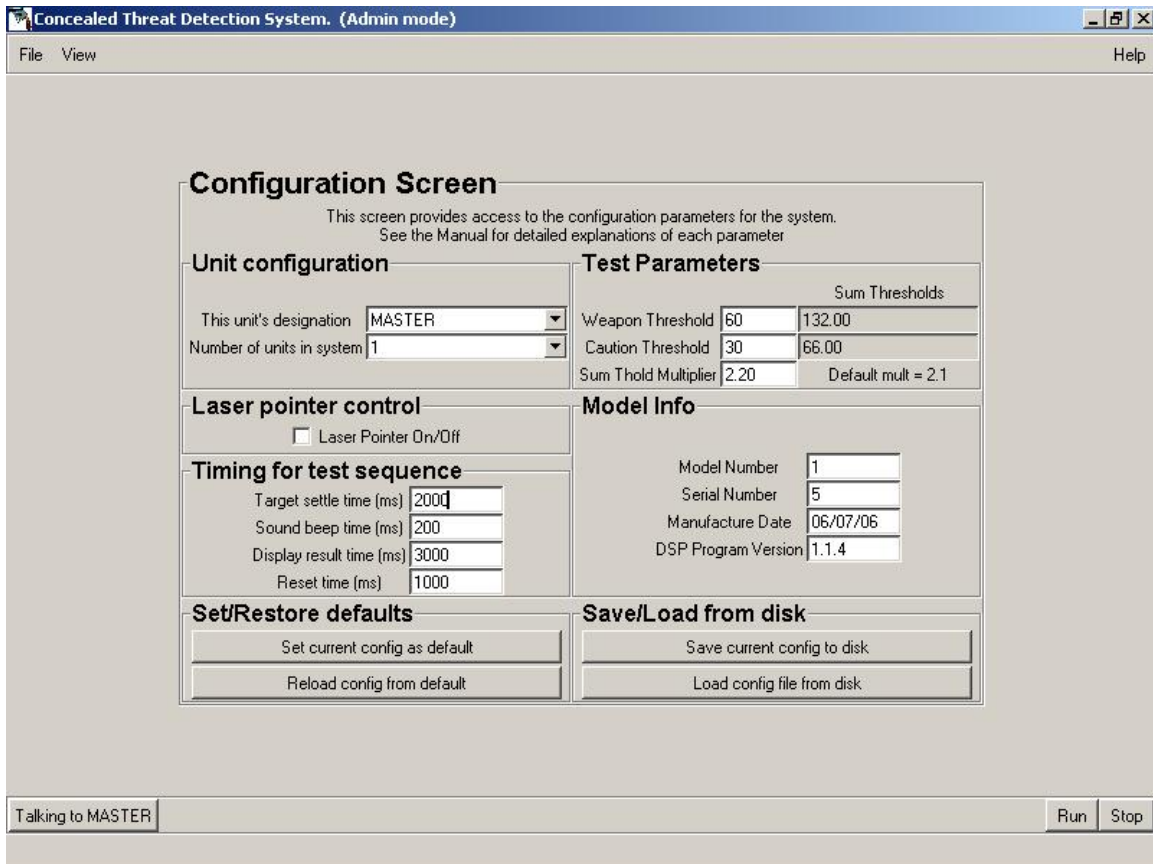 Concealed Threat Detection System. (Admin mode)
File View Help
Configuration Screen
This screen provides access to the configuration parameters for the system.
See the Manual for detailed explanations of each parameter
Unit configuration
This unit's designation MASTER
Number of units in system 1
Test Parameters
Sum Thresholds
Weapon Threshold 60 132.00
Caution Threshold 30 66.00
Sum Thold Multiplier 2.20 Default mult = 2.1
Laser pointer control
Laser Pointer On/Off
Model Info
Model Number 1
Serial Number 5
Manufacture Date 06/07/06
DSP Program Version 1.1.4
Timing for test sequence
Target settle time (ms) 2000
Sound beep time (ms) 200
Display result time (ms) 3000
Reset time (ms) 1000
Set/Restore defaults
Set current config as default
Reload config from default
Save/Load from disk
Save current config to disk
Load config file from disk
Talking to MASTER Run Stop